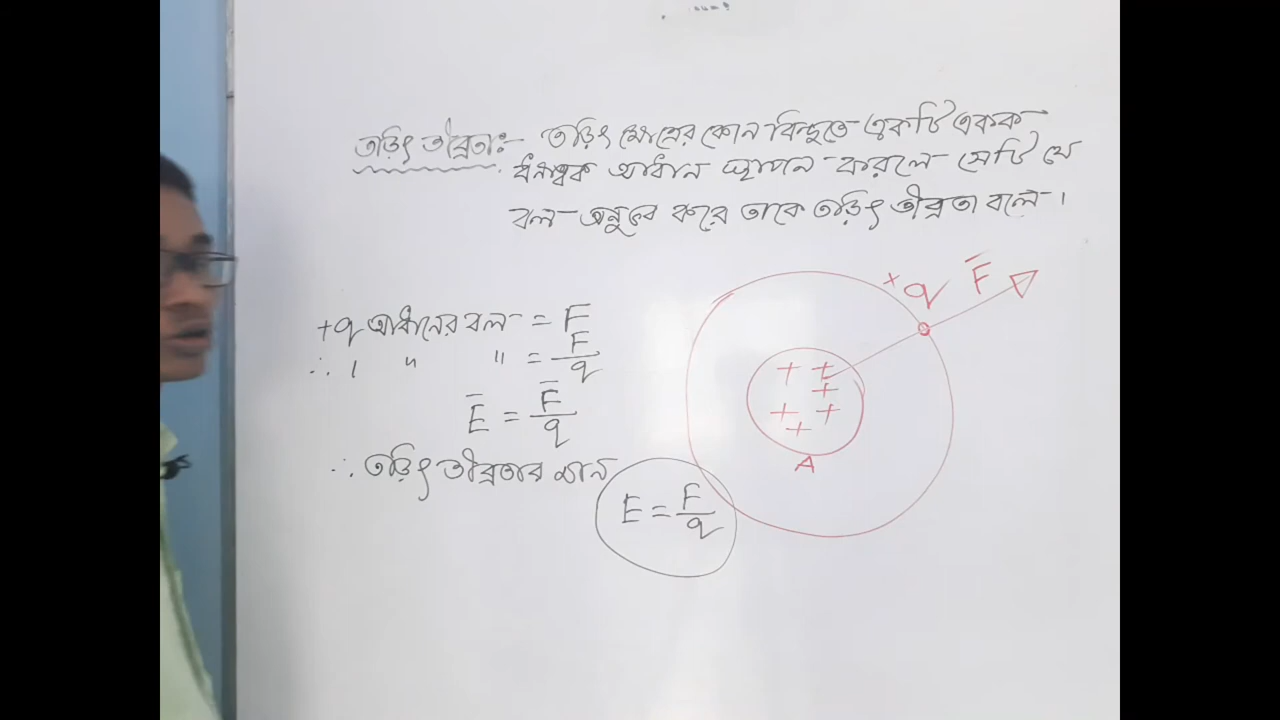 তড়িৎ তীব্রতাঃ- তড়িৎ ক্ষেত্রের কোন বিন্দুতে একটি একক
ধনাত্বক আধান স্থাপন করলে সেটি যে
বল অনুভব করে তাকে তড়িৎ তীব্রতা বলে।
+q আধানের বল = F
∴ 1 " " = F/q
E̅ = F̅/q
∴ তড়িৎ তীব্রতার মান
E = F/q
+q F̅
+ +
+
+ +
+
A